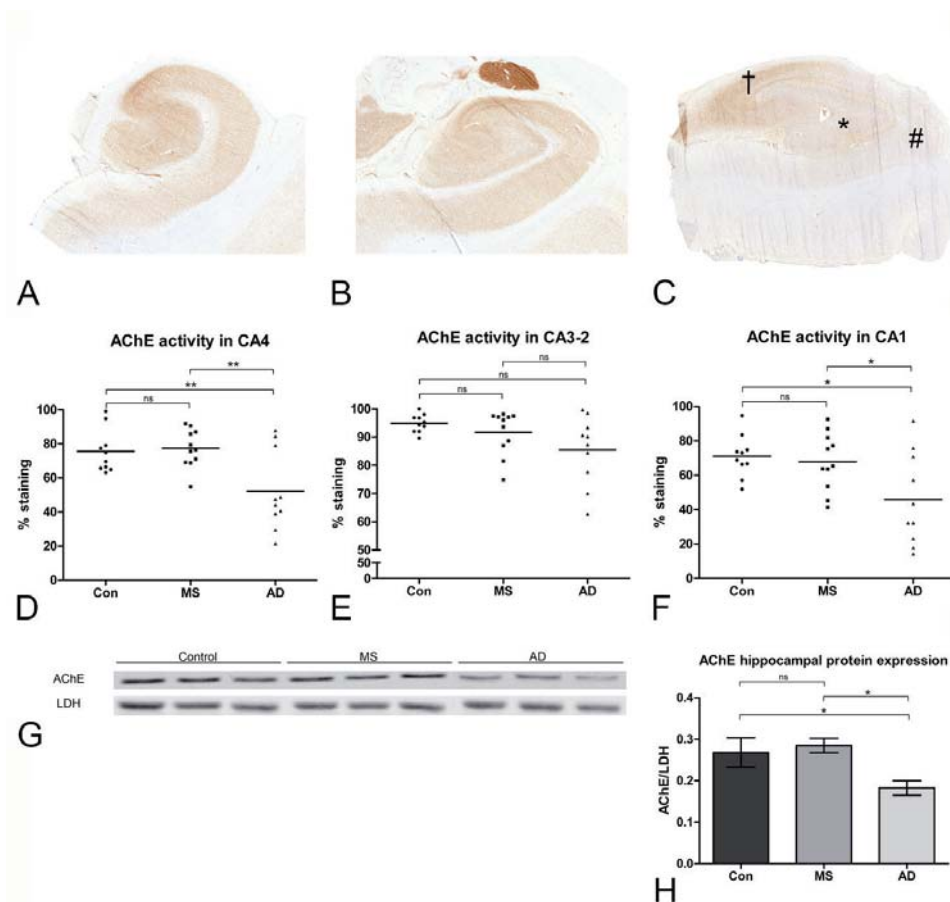 †
*
#
A
B
C
AChE activity in CA4
**
**
ns
% staining
100
80
60
40
20
0
Con MS AD
D
AChE activity in CA3-2
ns
ns
ns
% staining
100
90
80
70
60
50
50
0
Con MS AD
E
AChE activity in CA1
*
*
ns
% staining
100
80
60
40
20
0
Con MS AD
F
Control MS AD
AChE
LDH
G
AChE hippocampal protein expression
ns
*
*
AChE/LDH
0.4
0.3
0.2
0.1
0.0
Con MS AD
H